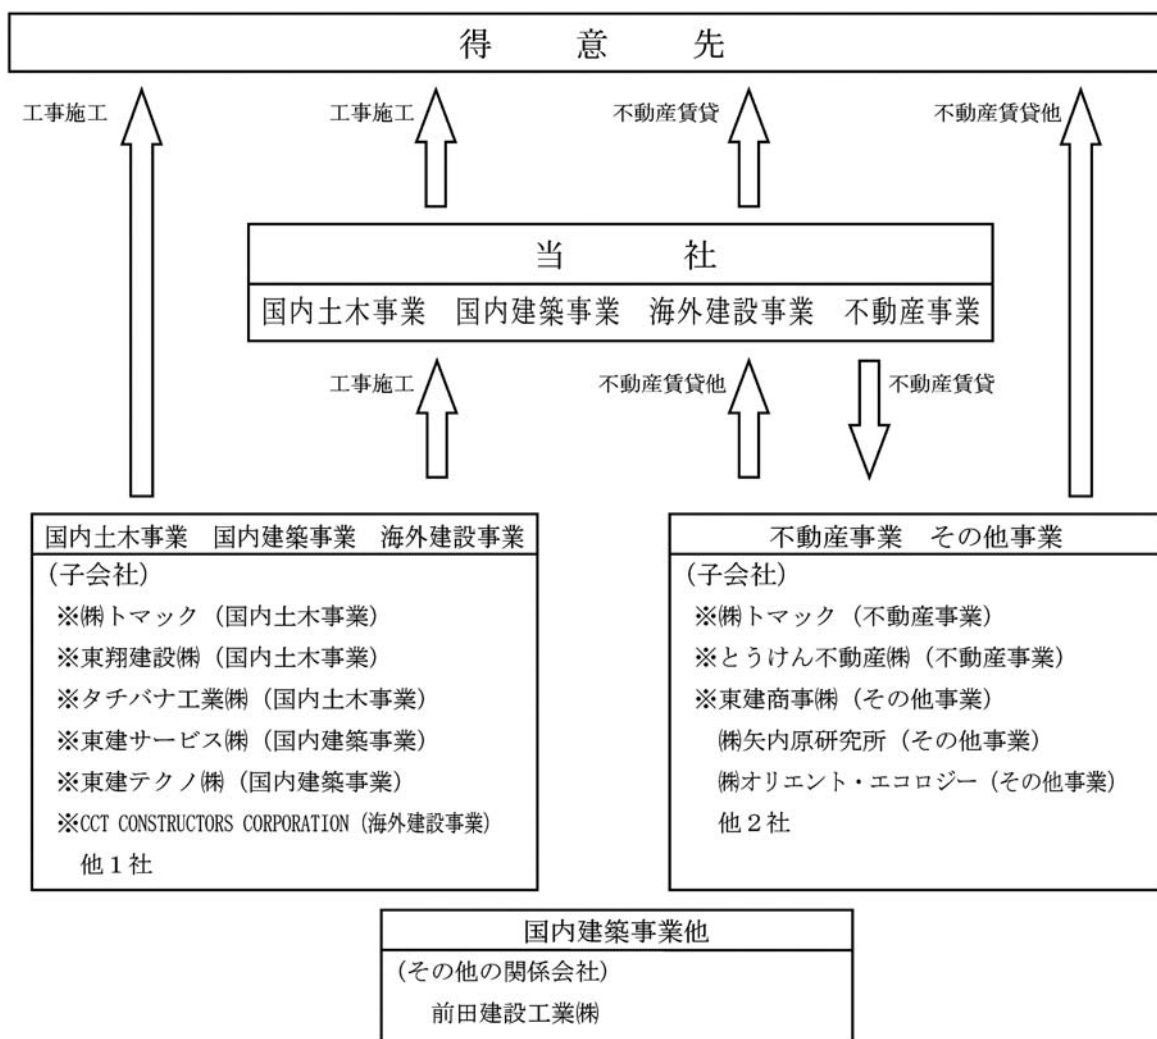 得　意　先
工事施工　工事施工　不動産賃貸　不動産賃貸他
当　社
国内土木事業　国内建築事業　海外建設事業　不動産事業
工事施工　不動産賃貸他　不動産賃貸
国内土木事業　国内建築事業　海外建設事業
(子会社)
※㈱トマック（国内土木事業）
※東翔建設㈱（国内土木事業）
※タチバナ工業㈱（国内土木事業）
※東建サービス㈱（国内建築事業）
※東建テクノ㈱（国内建築事業）
※CCT CONSTRUCTORS CORPORATION（海外建設事業）
他１社
不動産事業　その他事業
(子会社)
※㈱トマック（不動産事業）
※とうけん不動産㈱（不動産事業）
※東建商事㈱（その他事業）
㈱矢内原研究所（その他事業）
㈱オリエント・エコロジー（その他事業）
他２社
国内建築事業他
(その他の関係会社)
前田建設工業㈱